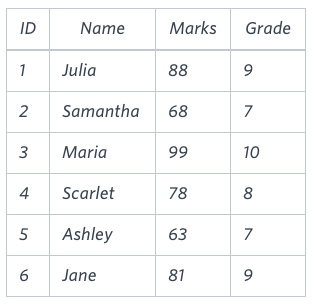 ID Name Marks Grade
1 Julia 88 9
2 Samantha 68 7
3 Maria 99 10
4 Scarlet 78 8
5 Ashley 63 7
6 Jane 81 9